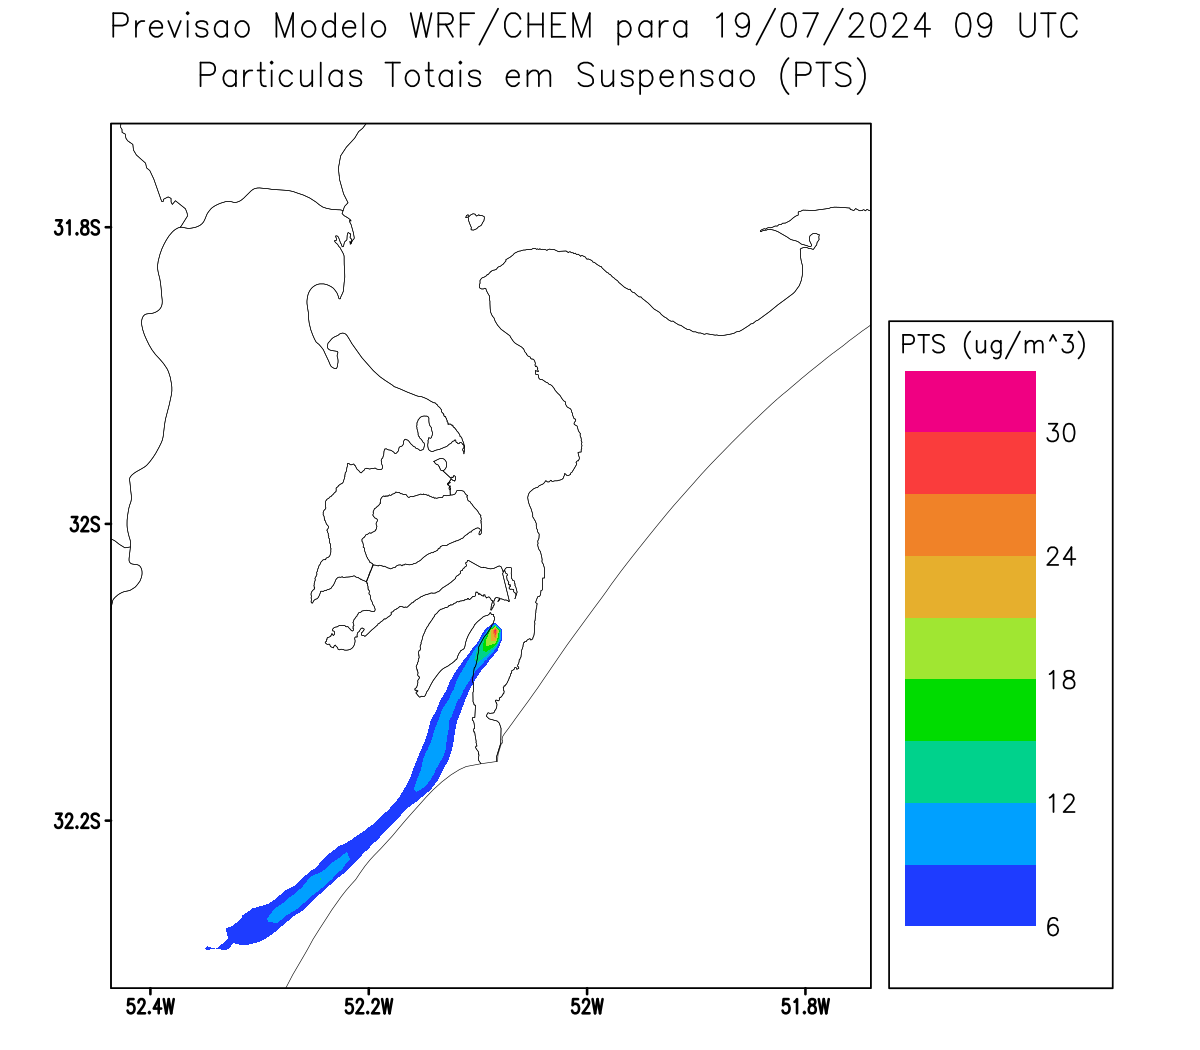 Previsao Modelo WRF/CHEM para 19/07/2024 09 UTC
Particulas Totais em Suspensao (PTS)
31.8S
32S
32.2S
52.4W
52.2W
52W
51.8W
PTS (ug/m^3)
30
24
18
12
6